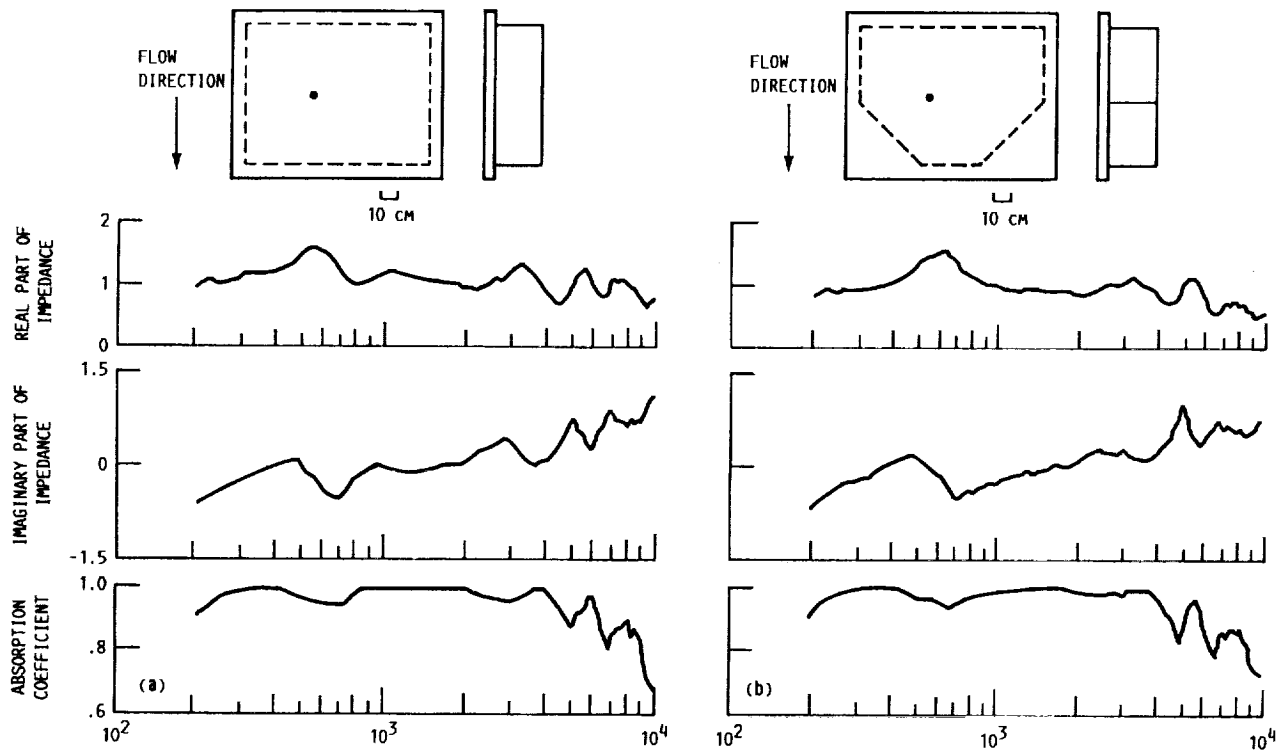 FLOW
DIRECTION
10 CM
FLOW
DIRECTION
10 CM
REAL PART OF
IMPEDANCE
2
1
0
IMAGINARY PART OF
IMPEDANCE
1.5
0
-1.5
ABSORPTION
COEFFICIENT
1.0
.8
.6
(a)
(b)
10²
10³
10⁴
10²
10³
10⁴